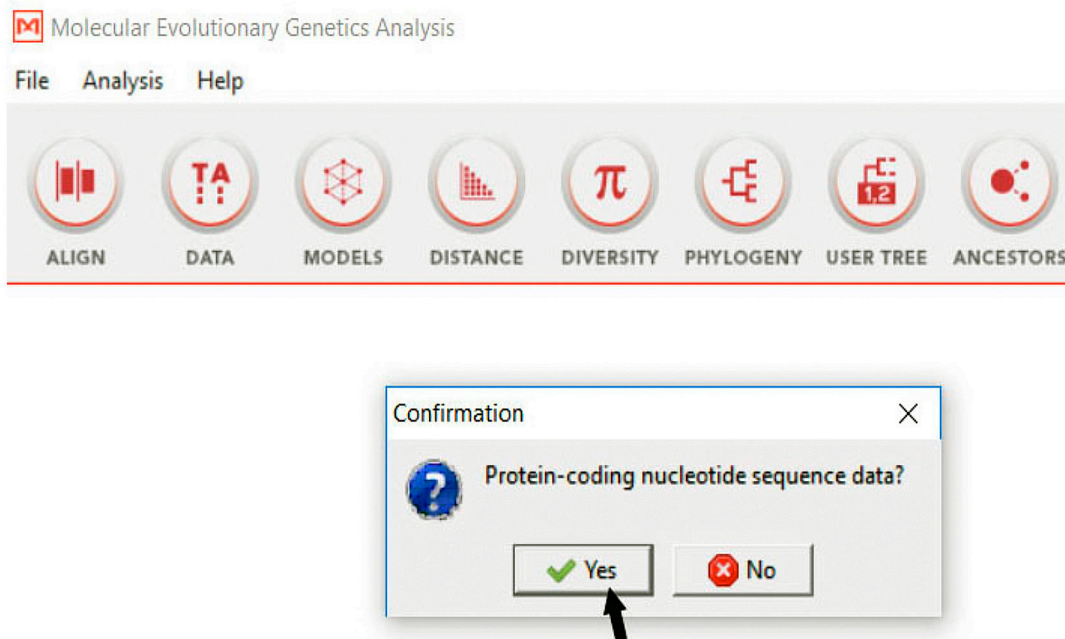 M Molecular Evolutionary Genetics Analysis
File Analysis Help
TA π 1,2
ALIGN DATA MODELS DISTANCE DIVERSITY PHYLOGENY USER TREE ANCESTORS
Confirmation
? Protein-coding nucleotide sequence data?
Yes No